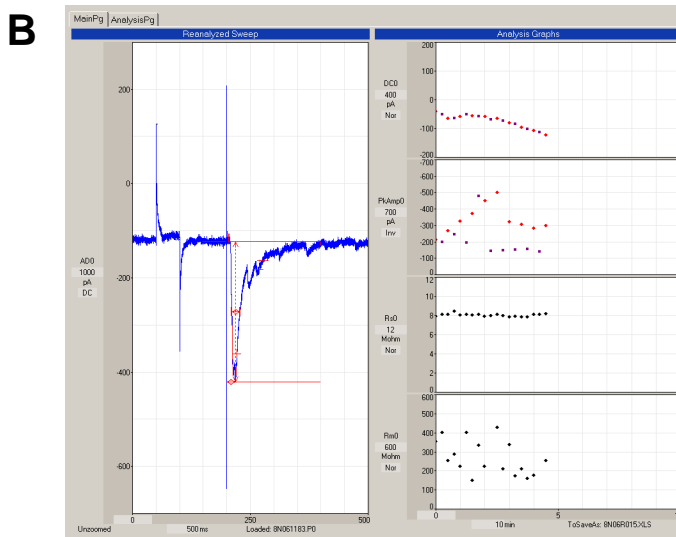 B
MainPg AnalysisPg
Reanalyzed Sweep
AD0
1000
pA
DC
200
0
-200
-400
-600
0
250
500
Unzoomed 500 ms Loaded: 8N061183.P0
Analysis Graphs
DC0
400
pA
Nor
200
100
0
-100
200
PkAmp0
700
pA
Inv
-700
-600
-500
-400
-300
-200
-100
0
Rs0
12
Mohm
Nor
12
10
8
6
4
2
0
Rm0
600
Mohm
Nor
600
500
400
300
200
100
0
0 5 10
10 min ToSaveAs: 8N06R015.XLS